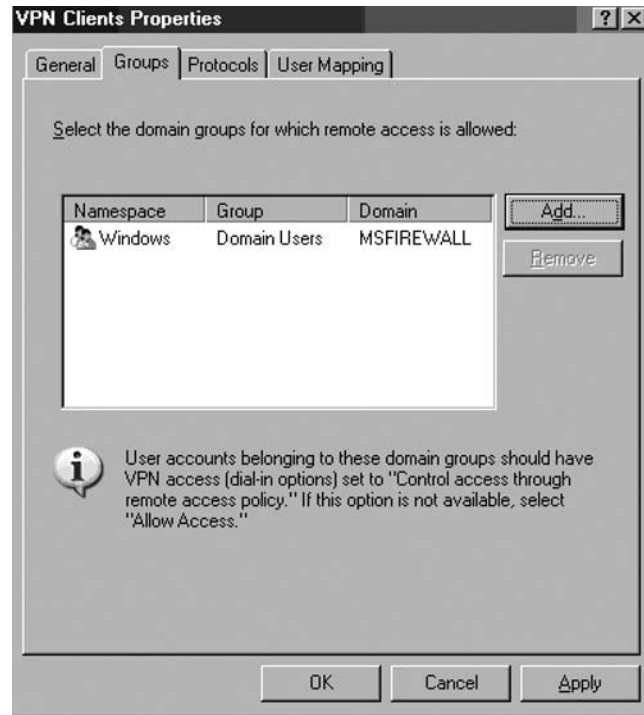 VPN Clients Properties
General Groups Protocols User Mapping
Select the domain groups for which remote access is allowed:
Namespace Group Domain
Windows Domain Users MSFIREWALL
Add...
Remove
User accounts belonging to these domain groups should have
VPN access (dial-in options) set to "Control access through
remote access policy." If this option is not available, select
"Allow Access."
OK Cancel Apply